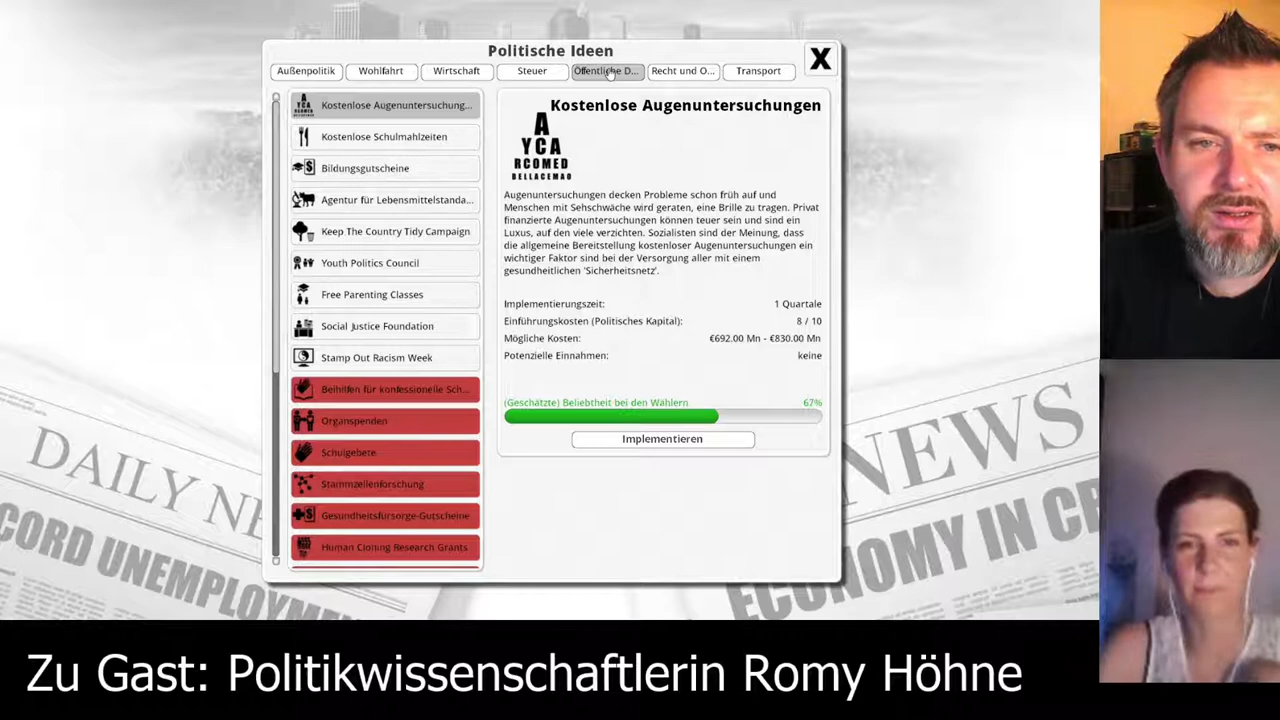 Politische Ideen
X
Außenpolitik
Wohlfahrt
Wirtschaft
Steuer
Öffentliche D...
Recht und O...
Transport
Kostenlose Augenuntersuchung...
Kostenlose Schulmahlzeiten
Bildungsgutscheine
Agentur für Lebensmittelstanda...
Keep The Country Tidy Campaign
Youth Politics Council
Free Parenting Classes
Social Justice Foundation
Stamp Out Racism Week
Beihilfen für konfessionelle Sch...
Organspenden
Schulgebete
Stammzellenforschung
Gesundheitsfürsorge-Gutscheine
Human Cloning Research Grants
Kostenlose Augenuntersuchungen
A
YCA
RCOMED
BELLACEMAO
Augenuntersuchungen decken Probleme schon früh auf und
Menschen mit Sehschwäche wird geraten, eine Brille zu tragen. Privat
finanzierte Augenuntersuchungen können teuer sein und sind ein
Luxus, auf den viele verzichten. Sozialisten sind der Meinung, dass
die allgemeine Bereitstellung kostenloser Augenuntersuchungen ein
wichtiger Faktor sind bei der Versorgung aller mit einem
gesundheitlichen 'Sicherheitsnetz'.
Implementierungszeit: 1 Quartale
Einführungskosten (Politisches Kapital): 8 / 10
Mögliche Kosten: €692.00 Mn - €830.00 Mn
Potenzielle Einnahmen: keine
(Geschätzte) Beliebtheit bei den Wählern 67%
Implementieren
DAILY NE
CORD UNEMPLOYME
NEWS
ECONOMY IN CR
Zu Gast: Politikwissenschaftlerin Romy Höhne